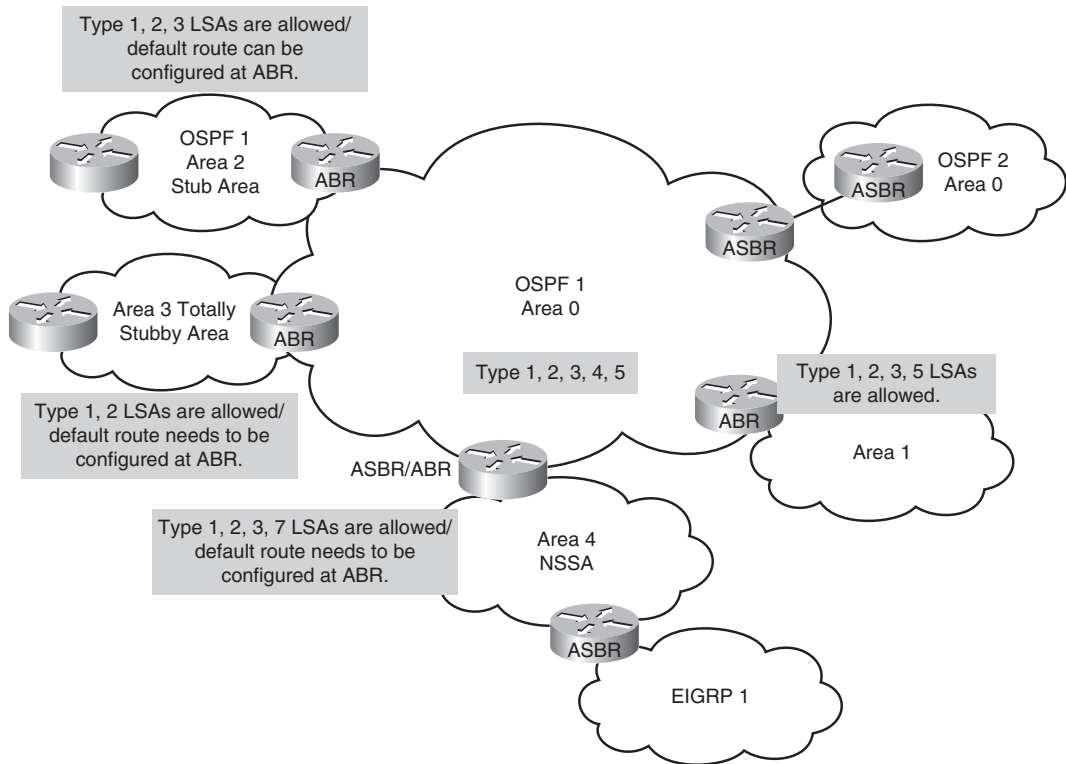 Type 1, 2, 3 LSAs are allowed/
default route can be
configured at ABR.
OSPF 1
Area 2
Stub Area
ABR
OSPF 2
Area 0
ASBR
ASBR
OSPF 1
Area 0
Area 3 Totally
Stubby Area
ABR
Type 1, 2, 3, 4, 5
Type 1, 2, 3, 5 LSAs
are allowed.
ABR
Area 1
Type 1, 2 LSAs are allowed/
default route needs to be
configured at ABR.
ASBR/ABR
Type 1, 2, 3, 7 LSAs are allowed/
default route needs to be
configured at ABR.
Area 4
NSSA
ASBR
EIGRP 1